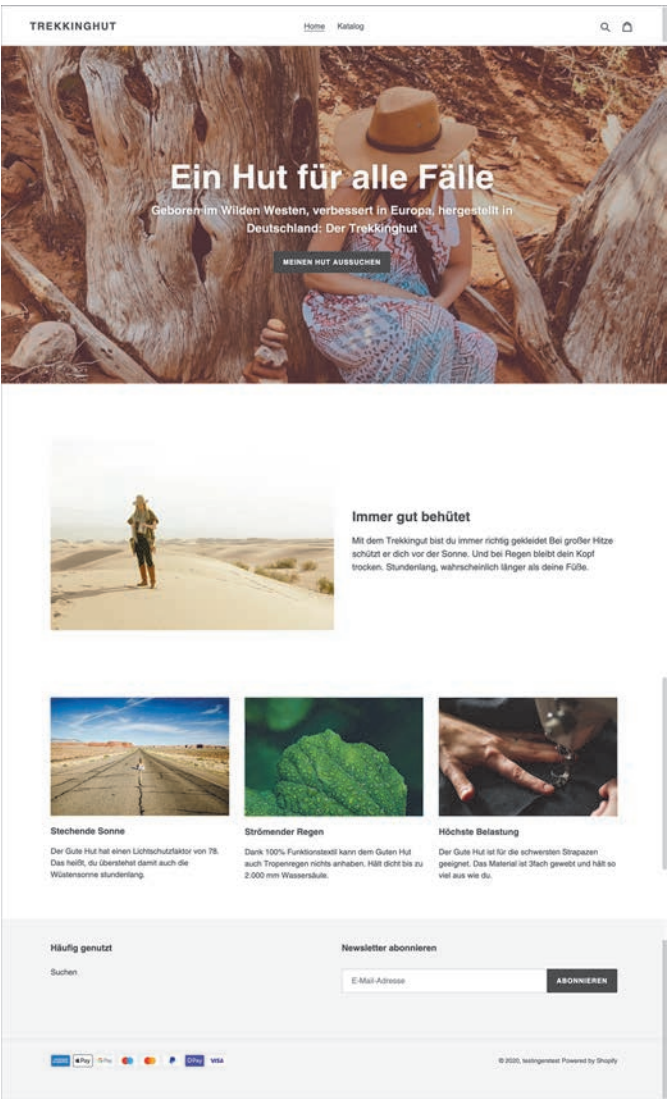 TREKKINGHUT
Home Katalog
Ein Hut für alle Fälle
Geboren im Wilden Westen, verbessert in Europa, hergestellt in
Deutschland: Der Trekkinghut
MEINEN HUT AUSSUCHEN
Immer gut behütet
Mit dem Trekkingut bist du immer richtig gekleidet Bei großer Hitze
schützt er dich vor der Sonne. Und bei Regen bleibt dein Kopf
trocken. Stundenlang, wahrscheinlich länger als deine Füße.
Stechende Sonne
Der Gute Hut hat einen Lichtschutzfaktor von 78.
Das heißt, du überstehst damit auch die
Wüstensonne stundenlang.
Strömender Regen
Dank 100% Funktionstextil kann dem Guten Hut
auch Tropenregen nichts anhaben. Hält dicht bis zu
2.000 mm Wassersäule.
Höchste Belastung
Der Gute Hut ist für die schwersten Strapazen
geeignet. Das Material ist 3fach gewebt und hält so
viel aus wie du.
Häufig genutzt
Suchen
Newsletter abonnieren
E-Mail-Adresse
ABONNIEREN
Pay G Pay VISA
© 2020, Powered by Shopify